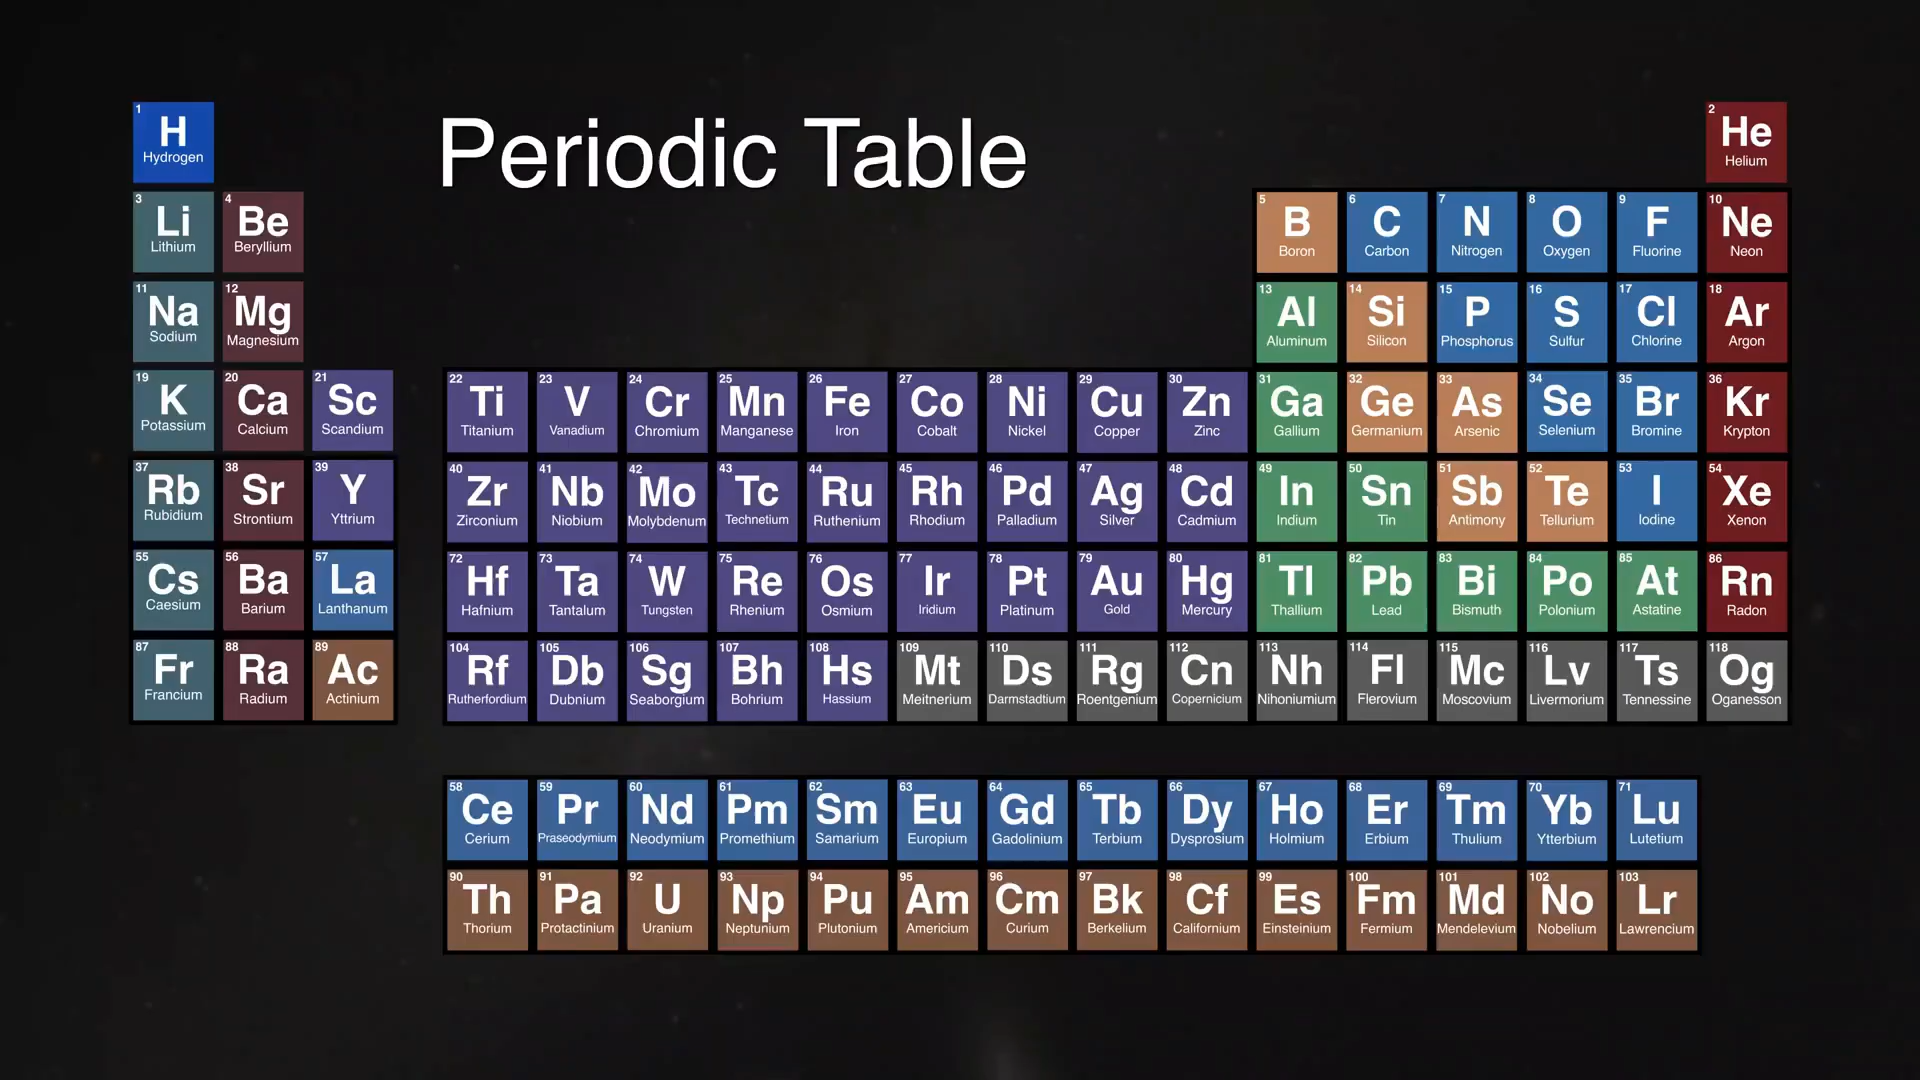 Periodic Table
1 H Hydrogen
2 He Helium
3 Li Lithium
4 Be Beryllium
5 B Boron
6 C Carbon
7 N Nitrogen
8 O Oxygen
9 F Fluorine
10 Ne Neon
11 Na Sodium
12 Mg Magnesium
13 Al Aluminum
14 Si Silicon
15 P Phosphorus
16 S Sulfur
17 Cl Chlorine
18 Ar Argon
19 K Potassium
20 Ca Calcium
21 Sc Scandium
22 Ti Titanium
23 V Vanadium
24 Cr Chromium
25 Mn Manganese
26 Fe Iron
27 Co Cobalt
28 Ni Nickel
29 Cu Copper
30 Zn Zinc
31 Ga Gallium
32 Ge Germanium
33 As Arsenic
34 Se Selenium
35 Br Bromine
36 Kr Krypton
37 Rb Rubidium
38 Sr Strontium
39 Y Yttrium
40 Zr Zirconium
41 Nb Niobium
42 Mo Molybdenum
43 Tc Technetium
44 Ru Ruthenium
45 Rh Rhodium
46 Pd Palladium
47 Ag Silver
48 Cd Cadmium
49 In Indium
50 Sn Tin
51 Sb Antimony
52 Te Tellurium
53 I Iodine
54 Xe Xenon
55 Cs Caesium
56 Ba Barium
57 La Lanthanum
72 Hf Hafnium
73 Ta Tantalum
74 W Tungsten
75 Re Rhenium
76 Os Osmium
77 Ir Iridium
78 Pt Platinum
79 Au Gold
80 Hg Mercury
81 Tl Thallium
82 Pb Lead
83 Bi Bismuth
84 Po Polonium
85 At Astatine
86 Rn Radon
87 Fr Francium
88 Ra Radium
89 Ac Actinium
104 Rf Rutherfordium
105 Db Dubnium
106 Sg Seaborgium
107 Bh Bohrium
108 Hs Hassium
109 Mt Meitnerium
110 Ds Darmstadtium
111 Rg Roentgenium
112 Cn Copernicium
113 Nh Nihoniumium
114 Fl Flerovium
115 Mc Moscovium
116 Lv Livermorium
117 Ts Tennessine
118 Og Oganesson
58 Ce Cerium
59 Pr Praseodymium
60 Nd Neodymium
61 Pm Promethium
62 Sm Samarium
63 Eu Europium
64 Gd Gadolinium
65 Tb Terbium
66 Dy Dysprosium
67 Ho Holmium
68 Er Erbium
69 Tm Thulium
70 Yb Ytterbium
71 Lu Lutetium
90 Th Thorium
91 Pa Protactinium
92 U Uranium
93 Np Neptunium
94 Pu Plutonium
95 Am Americium
96 Cm Curium
97 Bk Berkelium
98 Cf Californium
99 Es Einsteinium
100 Fm Fermium
101 Md Mendelevium
102 No Nobelium
103 Lr Lawrencium